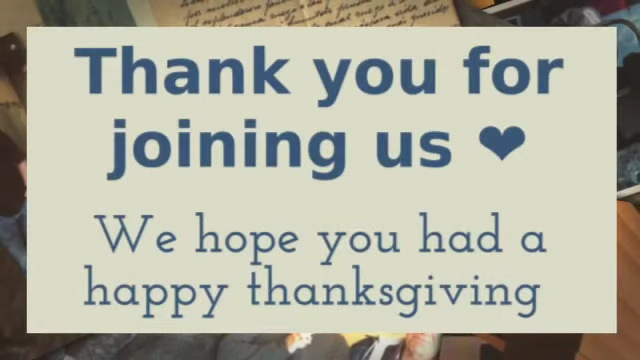 Thank you for
joining us ❤
We hope you had a
happy thanksgiving